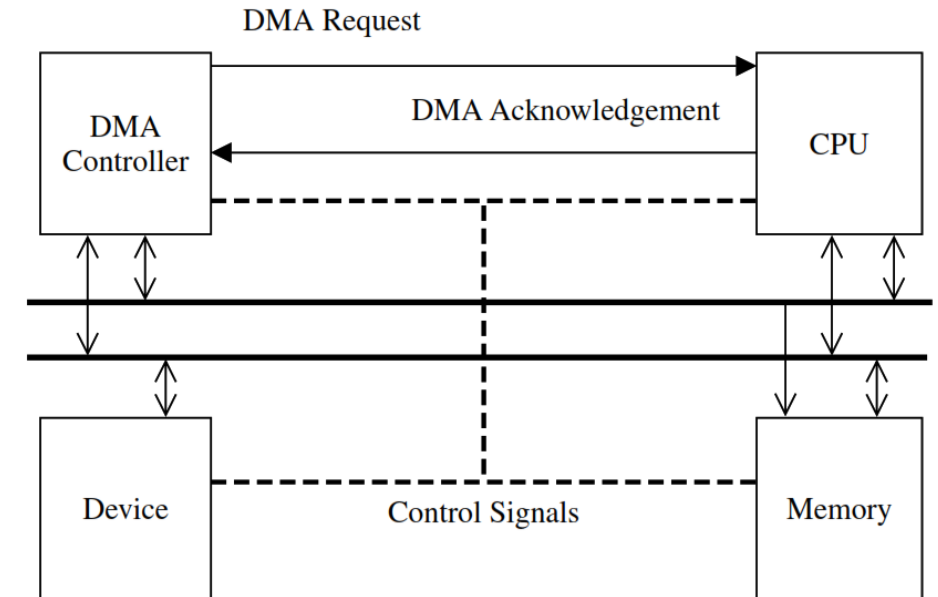 DMA Request
DMA Acknowledgement
DMA
Controller
CPU
Device
Control Signals
Memory